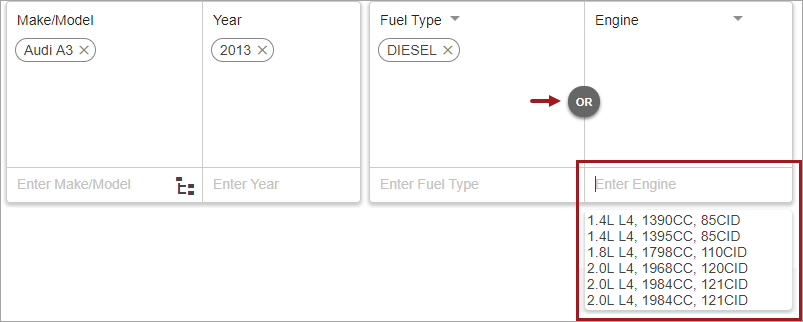 Make/Model
Year
Fuel Type
Engine
Audi A3
2013
DIESEL
OR
Enter Make/Model
Enter Year
Enter Fuel Type
Enter Engine
1.4L L4, 1390CC, 85CID
1.4L L4, 1395CC, 85CID
1.8L L4, 1798CC, 110CID
2.0L L4, 1968CC, 120CID
2.0L L4, 1984CC, 121CID
2.0L L4, 1984CC, 121CID